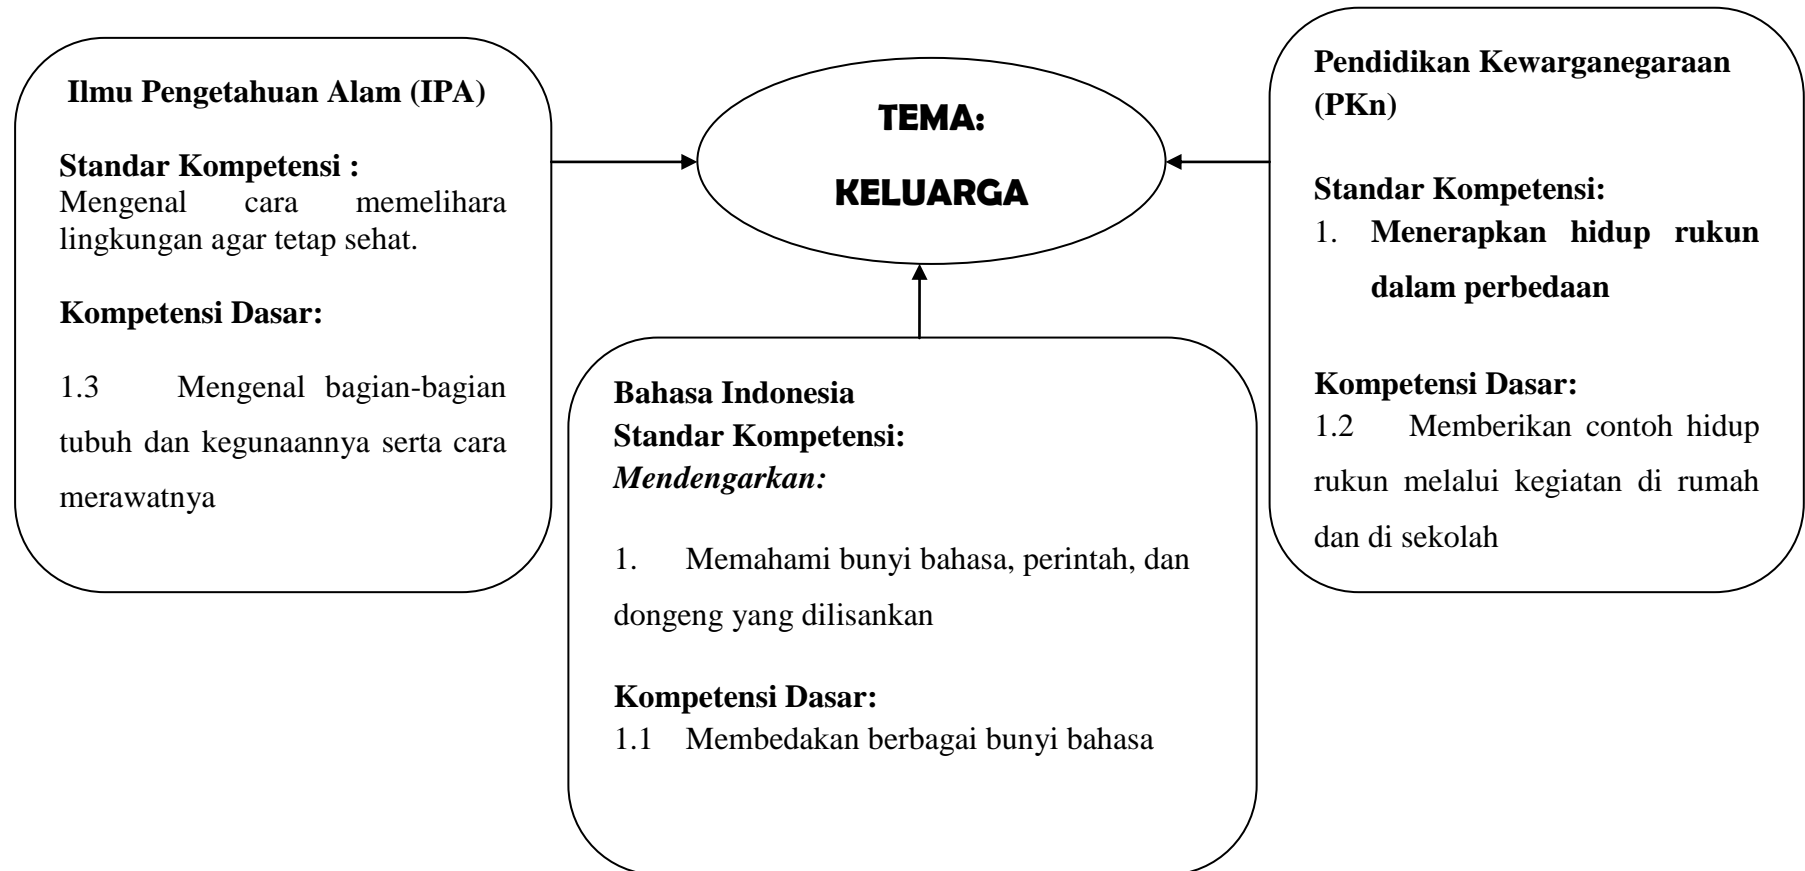 Ilmu Pengetahuan Alam (IPA)
Standar Kompetensi :
Mengenal cara memelihara
lingkungan agar tetap sehat.
Kompetensi Dasar:
1.3 Mengenal bagian-bagian
tubuh dan kegunaannya serta cara
merawatnya
TEMA:
KELUARGA
Pendidikan Kewarganegaraan
(PKn)
Standar Kompetensi:
1. Menerapkan hidup rukun
dalam perbedaan
Kompetensi Dasar:
1.2 Memberikan contoh hidup
rukun melalui kegiatan di rumah
dan di sekolah
Bahasa Indonesia
Standar Kompetensi:
Mendengarkan:
1. Memahami bunyi bahasa, perintah, dan
dongeng yang dilisankan
Kompetensi Dasar:
1.1 Membedakan berbagai bunyi bahasa